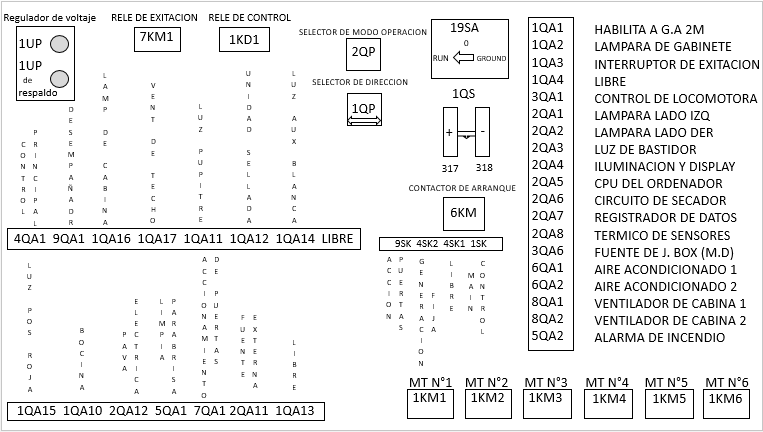 Regulador de voltaje
1UP
1UP
de
respaldo
RELE DE EXITACION
7KM1
RELE DE CONTROL
1KD1
SELECTOR DE MODO OPERACION
2QP
SELECTOR DE DIRECCION
1QP
19SA
0
RUN GROUNDING
1QS
+ -
317 318
CONTACTOR DE ARRANQUE
6KM
CONTROL PRINCIPAL
DESEMPAÑADR
LAMP DE CABINA
VENT DE TECHO
LUZ PUPITRE
UNIDAD SELLADA
LUZ AUX BLANCA
4QA1 9QA1 1QA16 1QA17 1QA11 1QA12 1QA14 LIBRE
LUZ POS ROJA
BOCINA
PAVA ELECTRICA
LIMPIA PARABRISA
ACCIONAMIENTO DE PUERTAS
FUENTE EXTERNA
LIBRE
1QA15 1QA10 2QA12 5QA1 7QA1 2QA11 1QA13
9SK 4SK2 4SK1 1SK
ACCION PUERTAS
GENERACION FIJA
LIBRE
MAIN CONTROL
1QA1 HABILITA A G.A 2M
1QA2 LAMPARA DE GABINETE
1QA3 INTERRUPTOR DE EXITACION
1QA4 LIBRE
3QA1 CONTROL DE LOCOMOTORA
2QA1 LAMPARA LADO IZQ
2QA2 LAMPARA LADO DER
2QA3 LUZ DE BASTIDOR
2QA4 ILUMINACION Y DISPLAY
2QA5 CPU DEL ORDENADOR
2QA6 CIRCUITO DE SECADOR
2QA7 REGISTRADOR DE DATOS
2QA8 TERMICO DE SENSORES
3QA6 FUENTE DE J. BOX (M.D)
6QA1 AIRE ACONDICIONADO 1
6QA2 AIRE ACONDICIONADO 2
8QA1 VENTILADOR DE CABINA 1
8QA2 VENTILADOR DE CABINA 2
5QA2 ALARMA DE INCENDIO
MT N°1 MT N°2 MT N°3 MT N°4 MT N°5 MT N°6
1KM1 1KM2 1KM3 1KM4 1KM5 1KM6